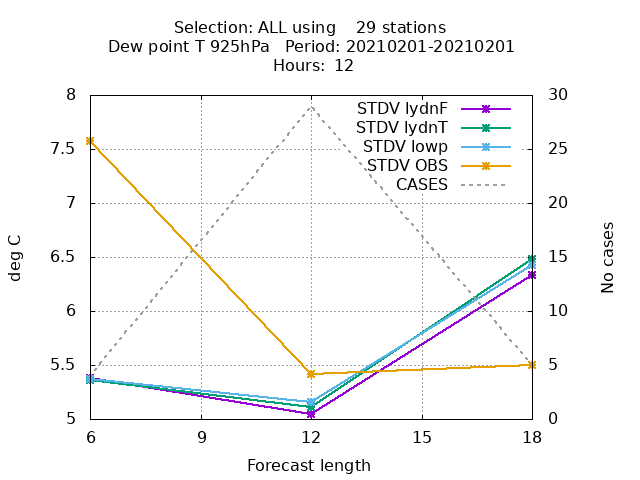 Selection: ALL using    29 stations
Dew point T 925hPa   Period: 20210201-20210201
Hours:  12
8
7.5
7
6.5
6
5.5
5
30
25
20
15
10
5
0
STDV lydnF
STDV lydnT
STDV lowp
STDV OBS
CASES
deg C
No cases
6
9
12
15
18
Forecast length